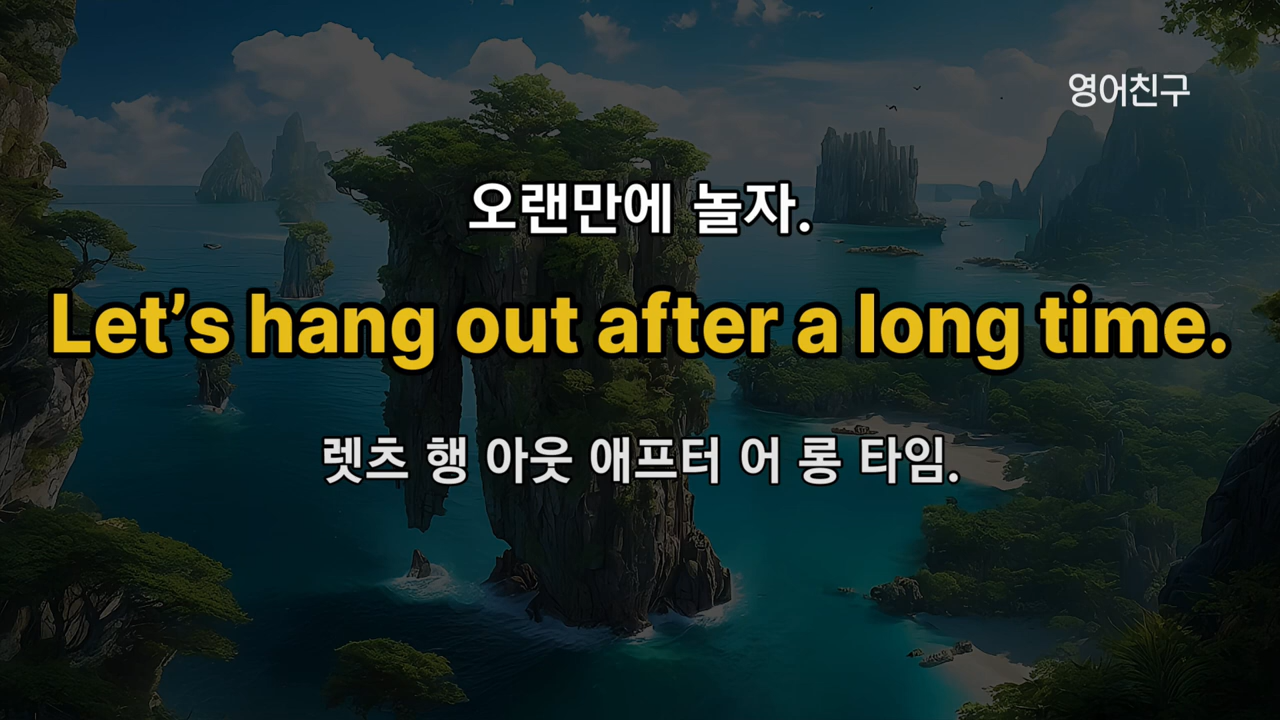 영어친구
오랜만에 놀자.
Let’s hang out after a long time.
렛츠 행 아웃 애프터 어 롱 타임.